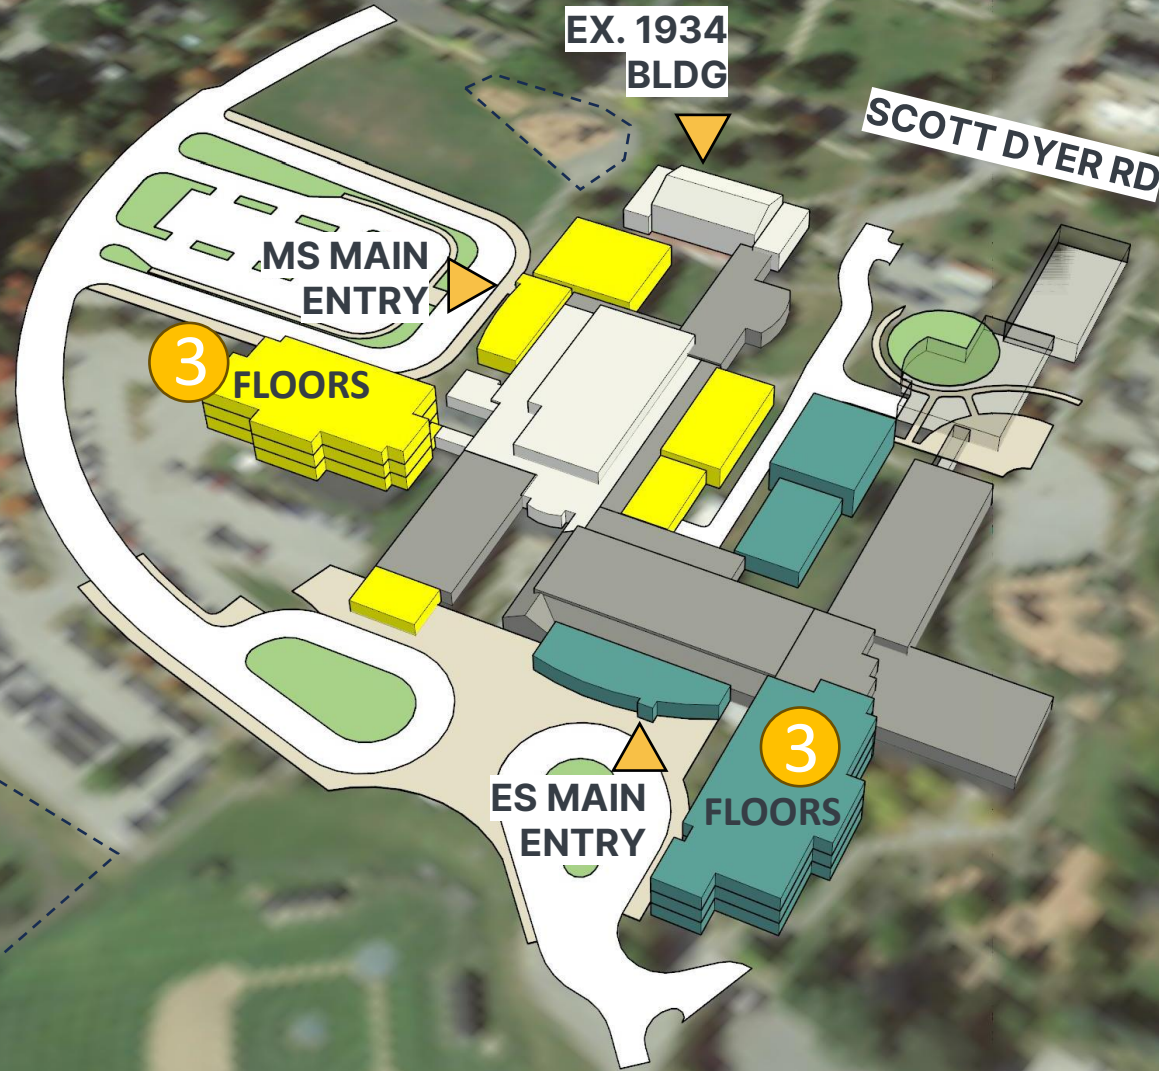 EX. 1934
BLDG
SCOTT DYER RD
MS MAIN
ENTRY
3
FLOORS
3
FLOORS
ES MAIN
ENTRY